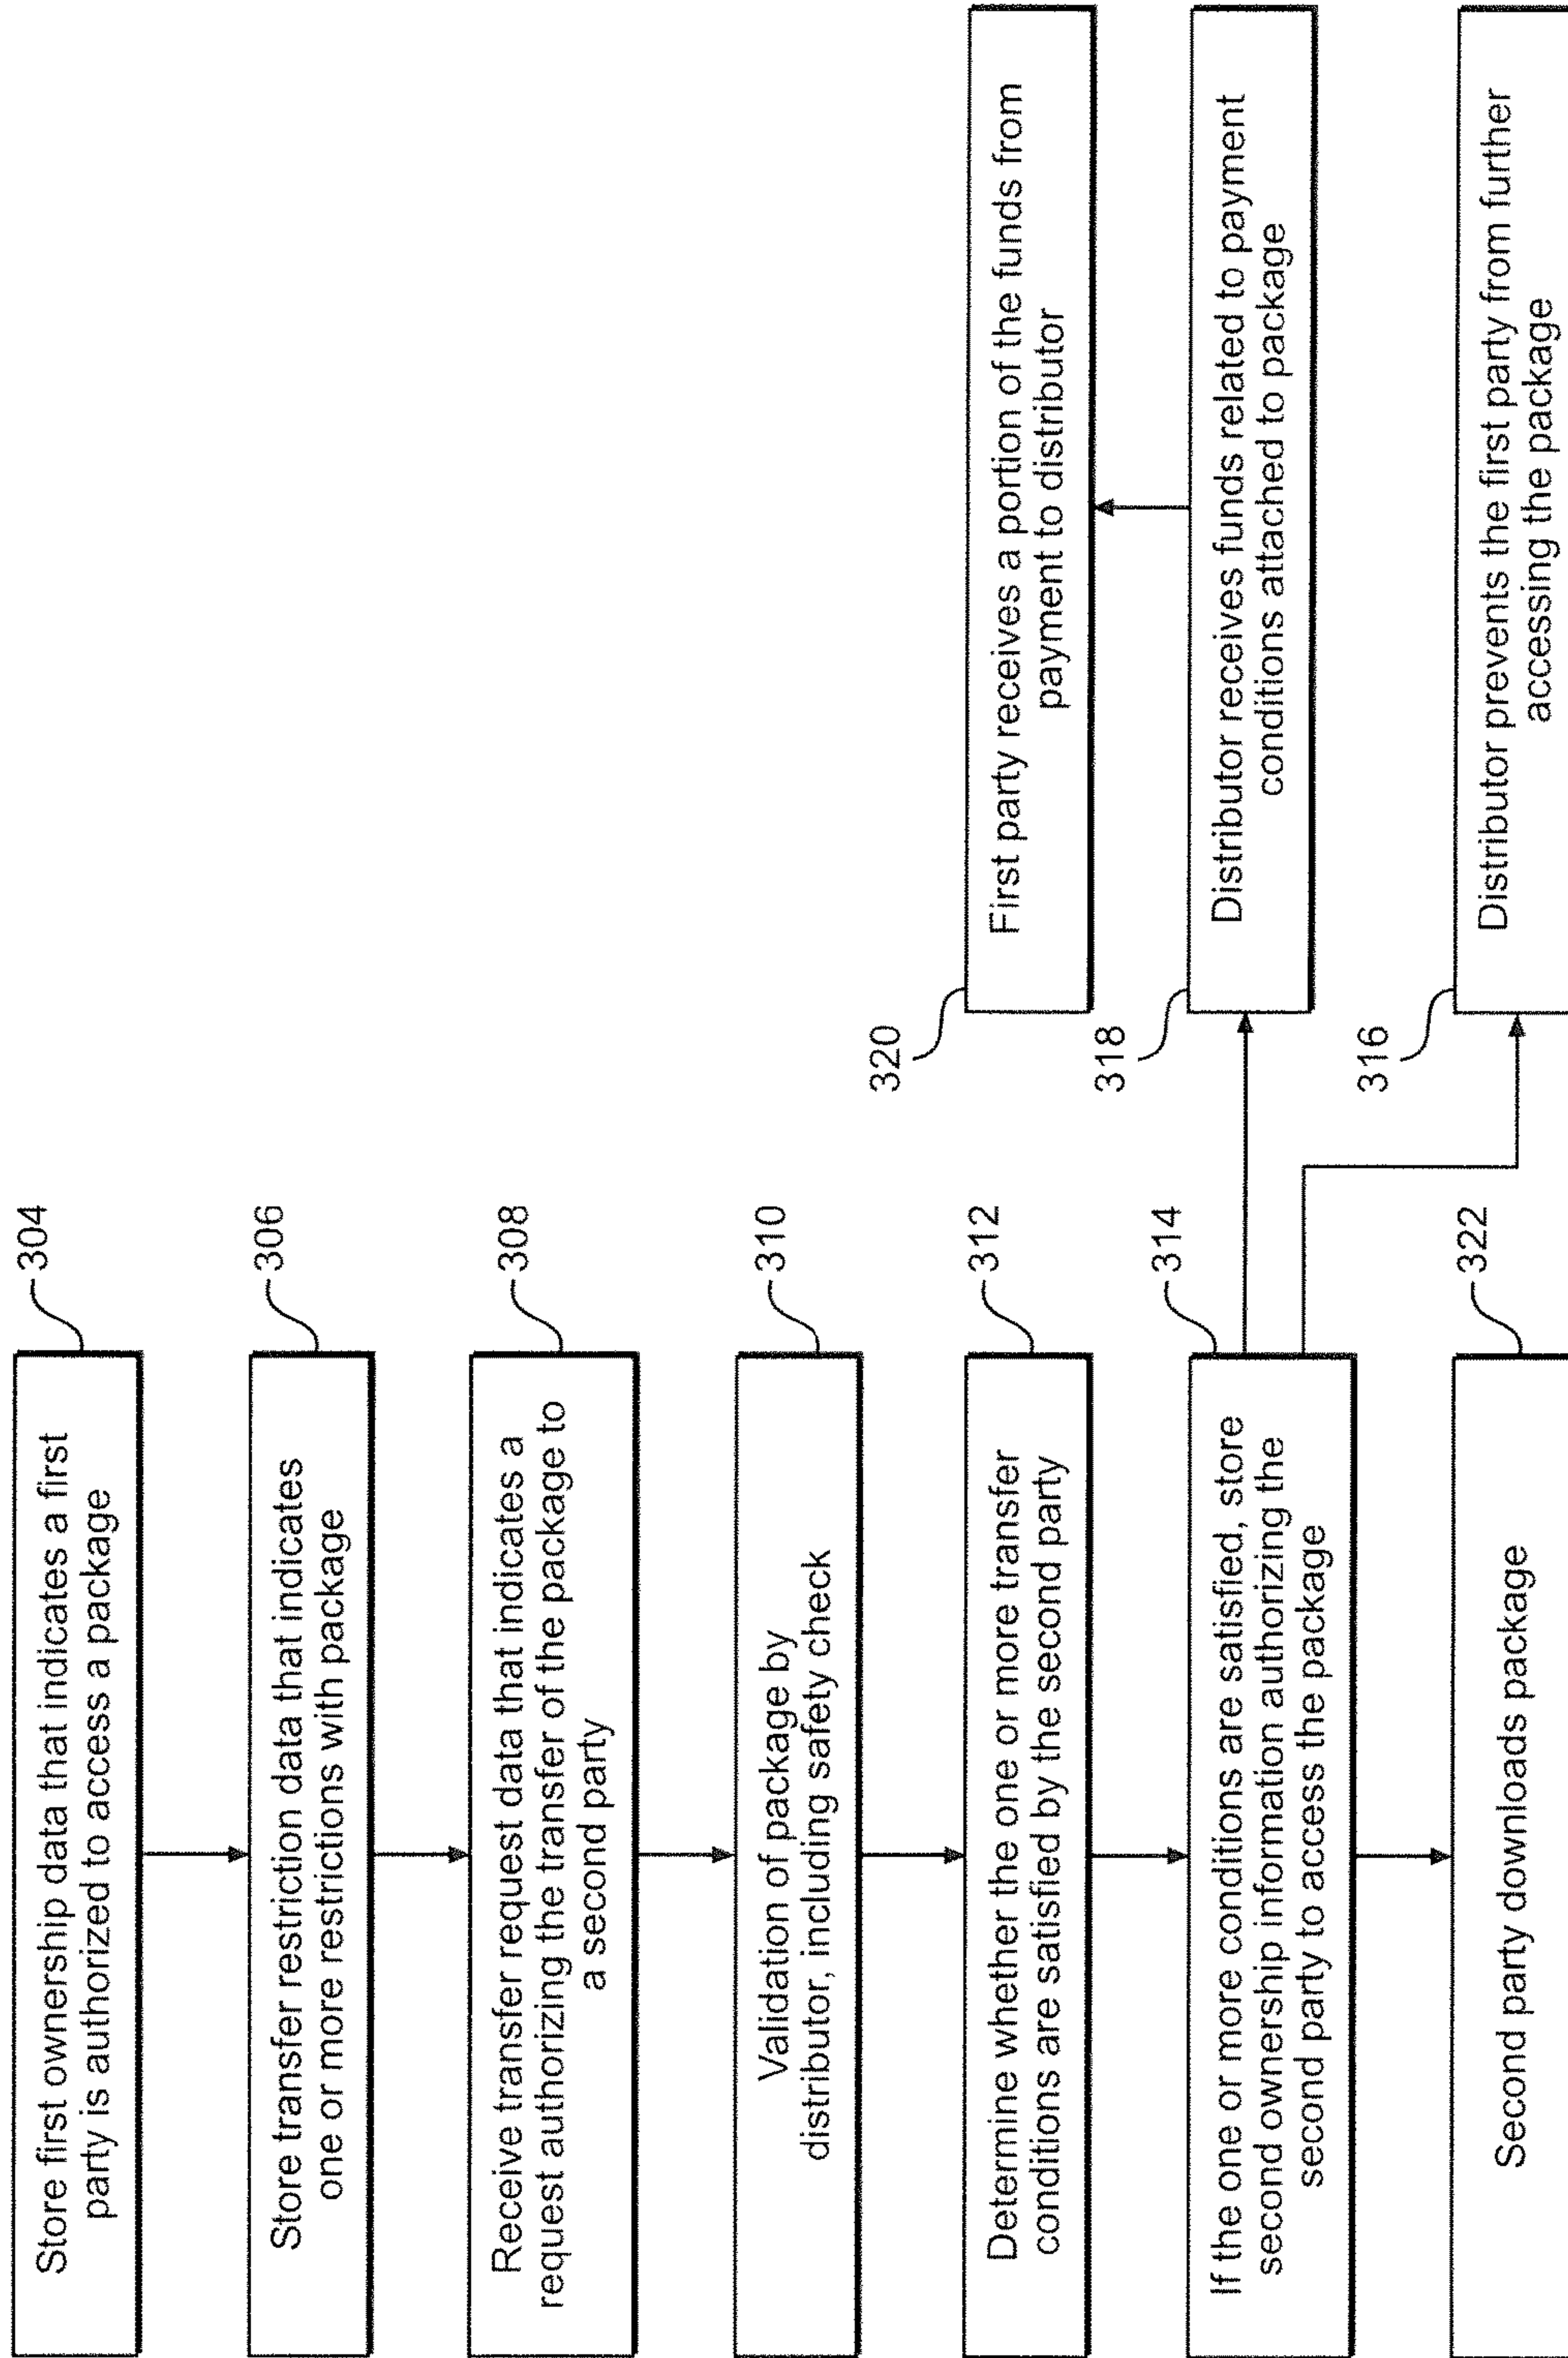 304
Store first ownership data that indicates a first
party is authorized to access a package
306
Store transfer restriction data that indicates
one or more restrictions with package
308
Receive transfer request data that indicates a
request authorizing the transfer of the package to
a second party
310
Validation of package by
distributor, including safety check
312
Determine whether the one or more transfer
conditions are satisfied by the second party
314
If the one or more conditions are satisfied, store
second ownership information authorizing the
second party to access the package
322
Second party downloads package
320
First party receives a portion of the funds from
payment to distributor
318
Distributor receives funds related to payment
conditions attached to package
316
Distributor prevents the first party from further
accessing the package